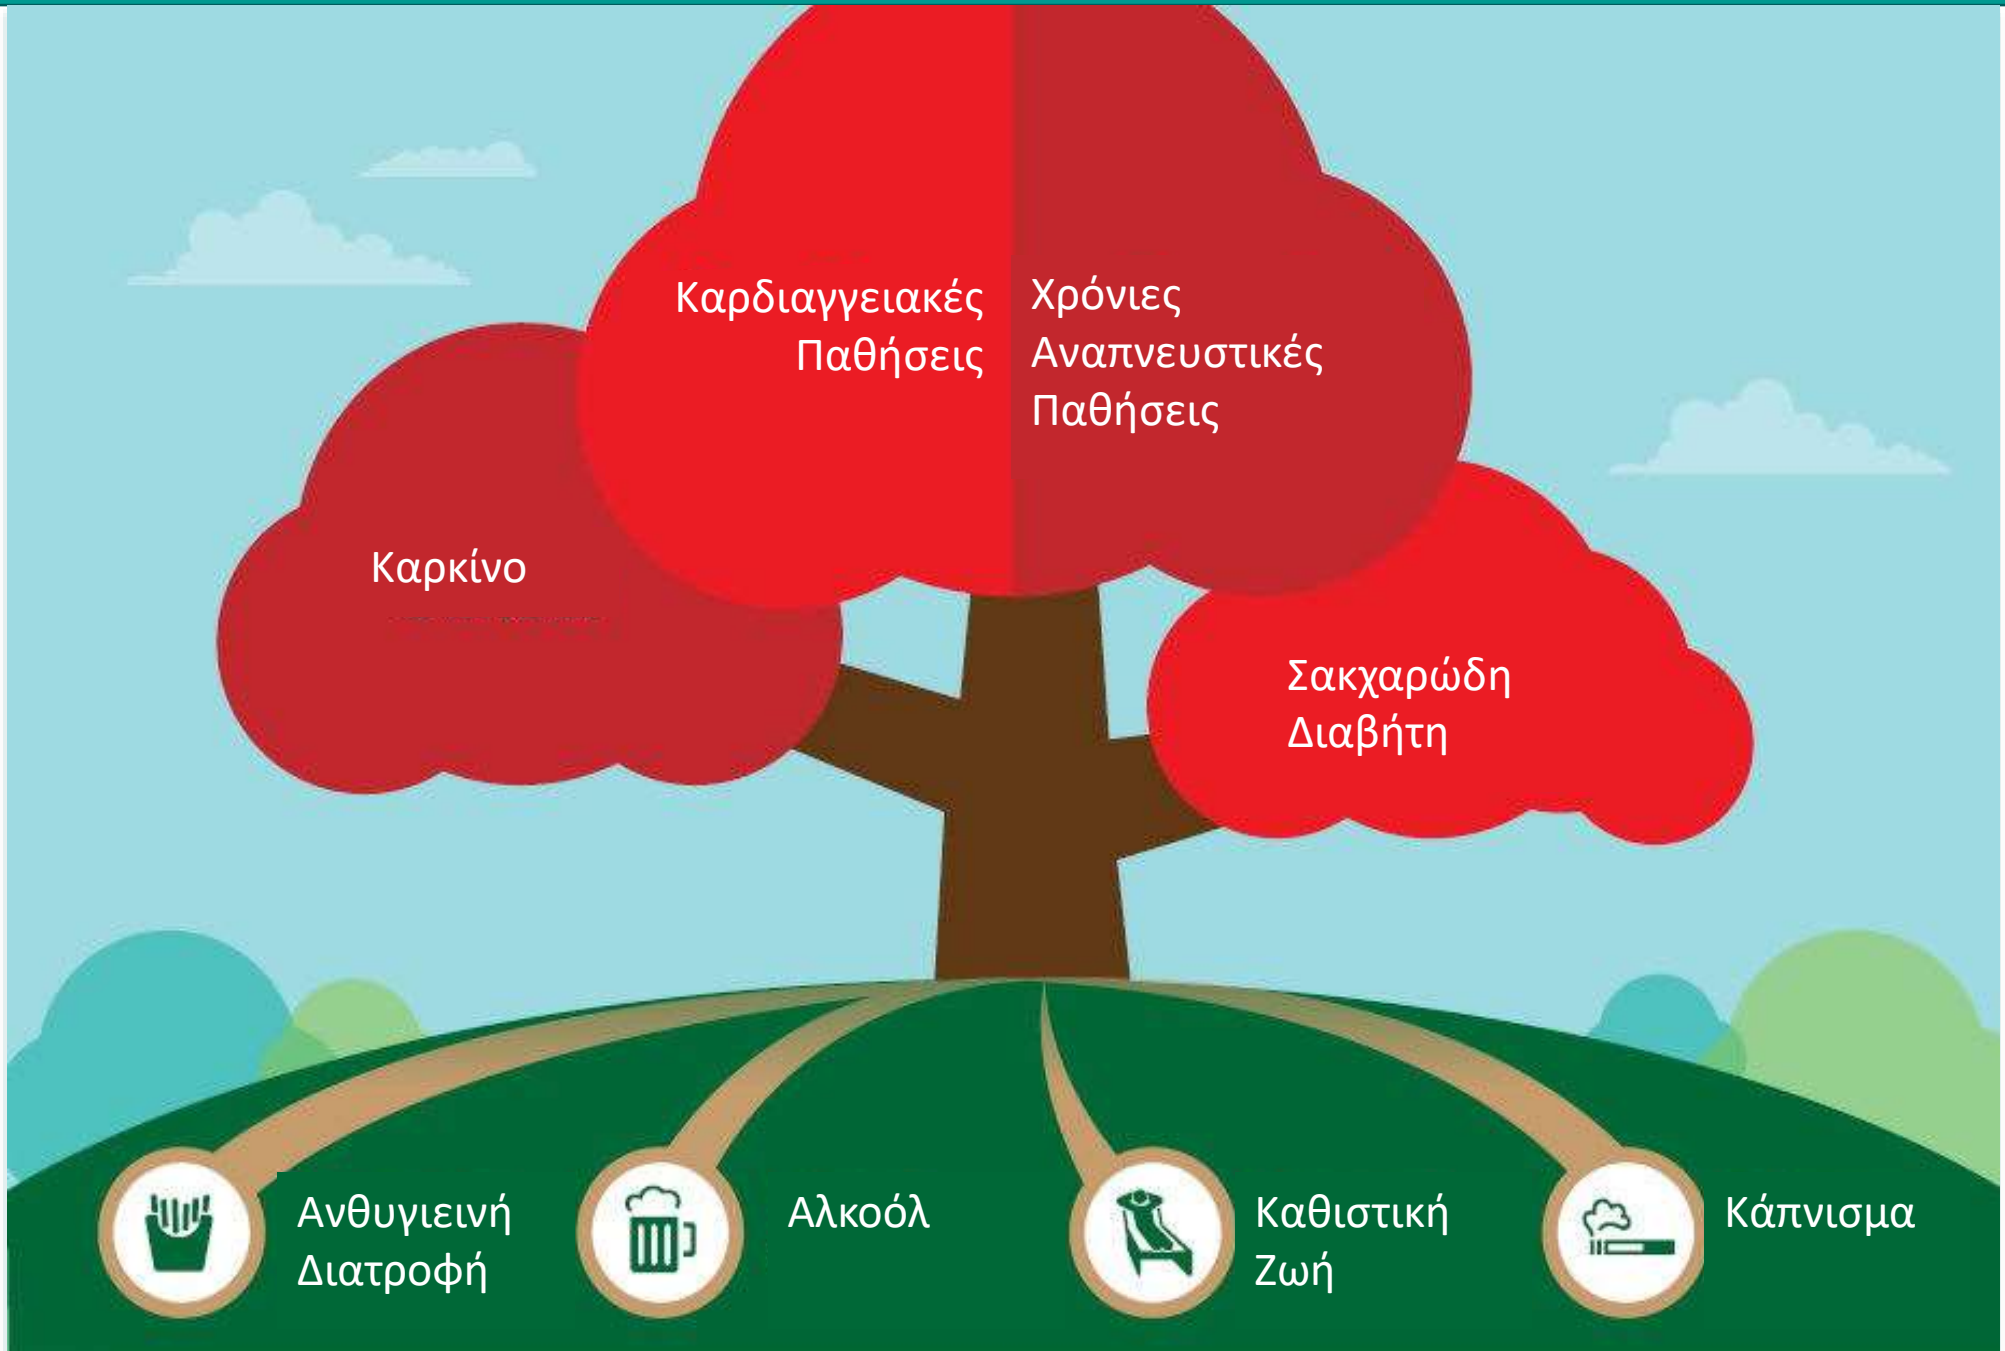 Καρδιαγγειακές
Παθήσεις
Χρόνιες
Αναπνευστικές
Παθήσεις
Καρκίνο
Σακχαρώδη
Διαβήτη
Ανθυγιεινή
Διατροφή
Αλκοόλ
Καθιστική
Ζωή
Κάπνισμα